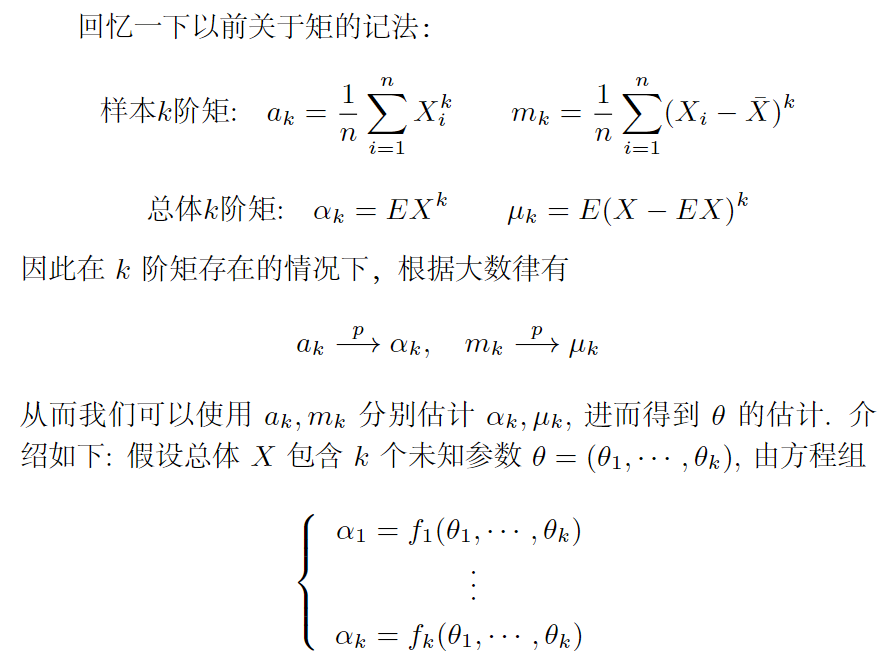 回忆一下以前关于矩的记法:
样本k阶矩: $a_k = \frac{1}{n}\sum_{i=1}^{n} X_i^k \qquad m_k = \frac{1}{n}\sum_{i=1}^{n}(X_i - \bar{X})^k$
总体k阶矩: $\alpha_k = EX^k \qquad \mu_k = E(X - EX)^k$
因此在 $k$ 阶矩存在的情况下, 根据大数律有
$a_k \xrightarrow{p} \alpha_k, \quad m_k \xrightarrow{p} \mu_k$
从而我们可以使用 $a_k, m_k$ 分别估计 $\alpha_k, \mu_k$, 进而得到 $\theta$ 的估计. 介
绍如下: 假设总体 $X$ 包含 $k$ 个未知参数 $\theta = (\theta_1, \cdots, \theta_k)$, 由方程组
$\begin{cases} \alpha_1 = f_1(\theta_1, \cdots, \theta_k) \\ \vdots \\ \alpha_k = f_k(\theta_1, \cdots, \theta_k) \end{cases}$